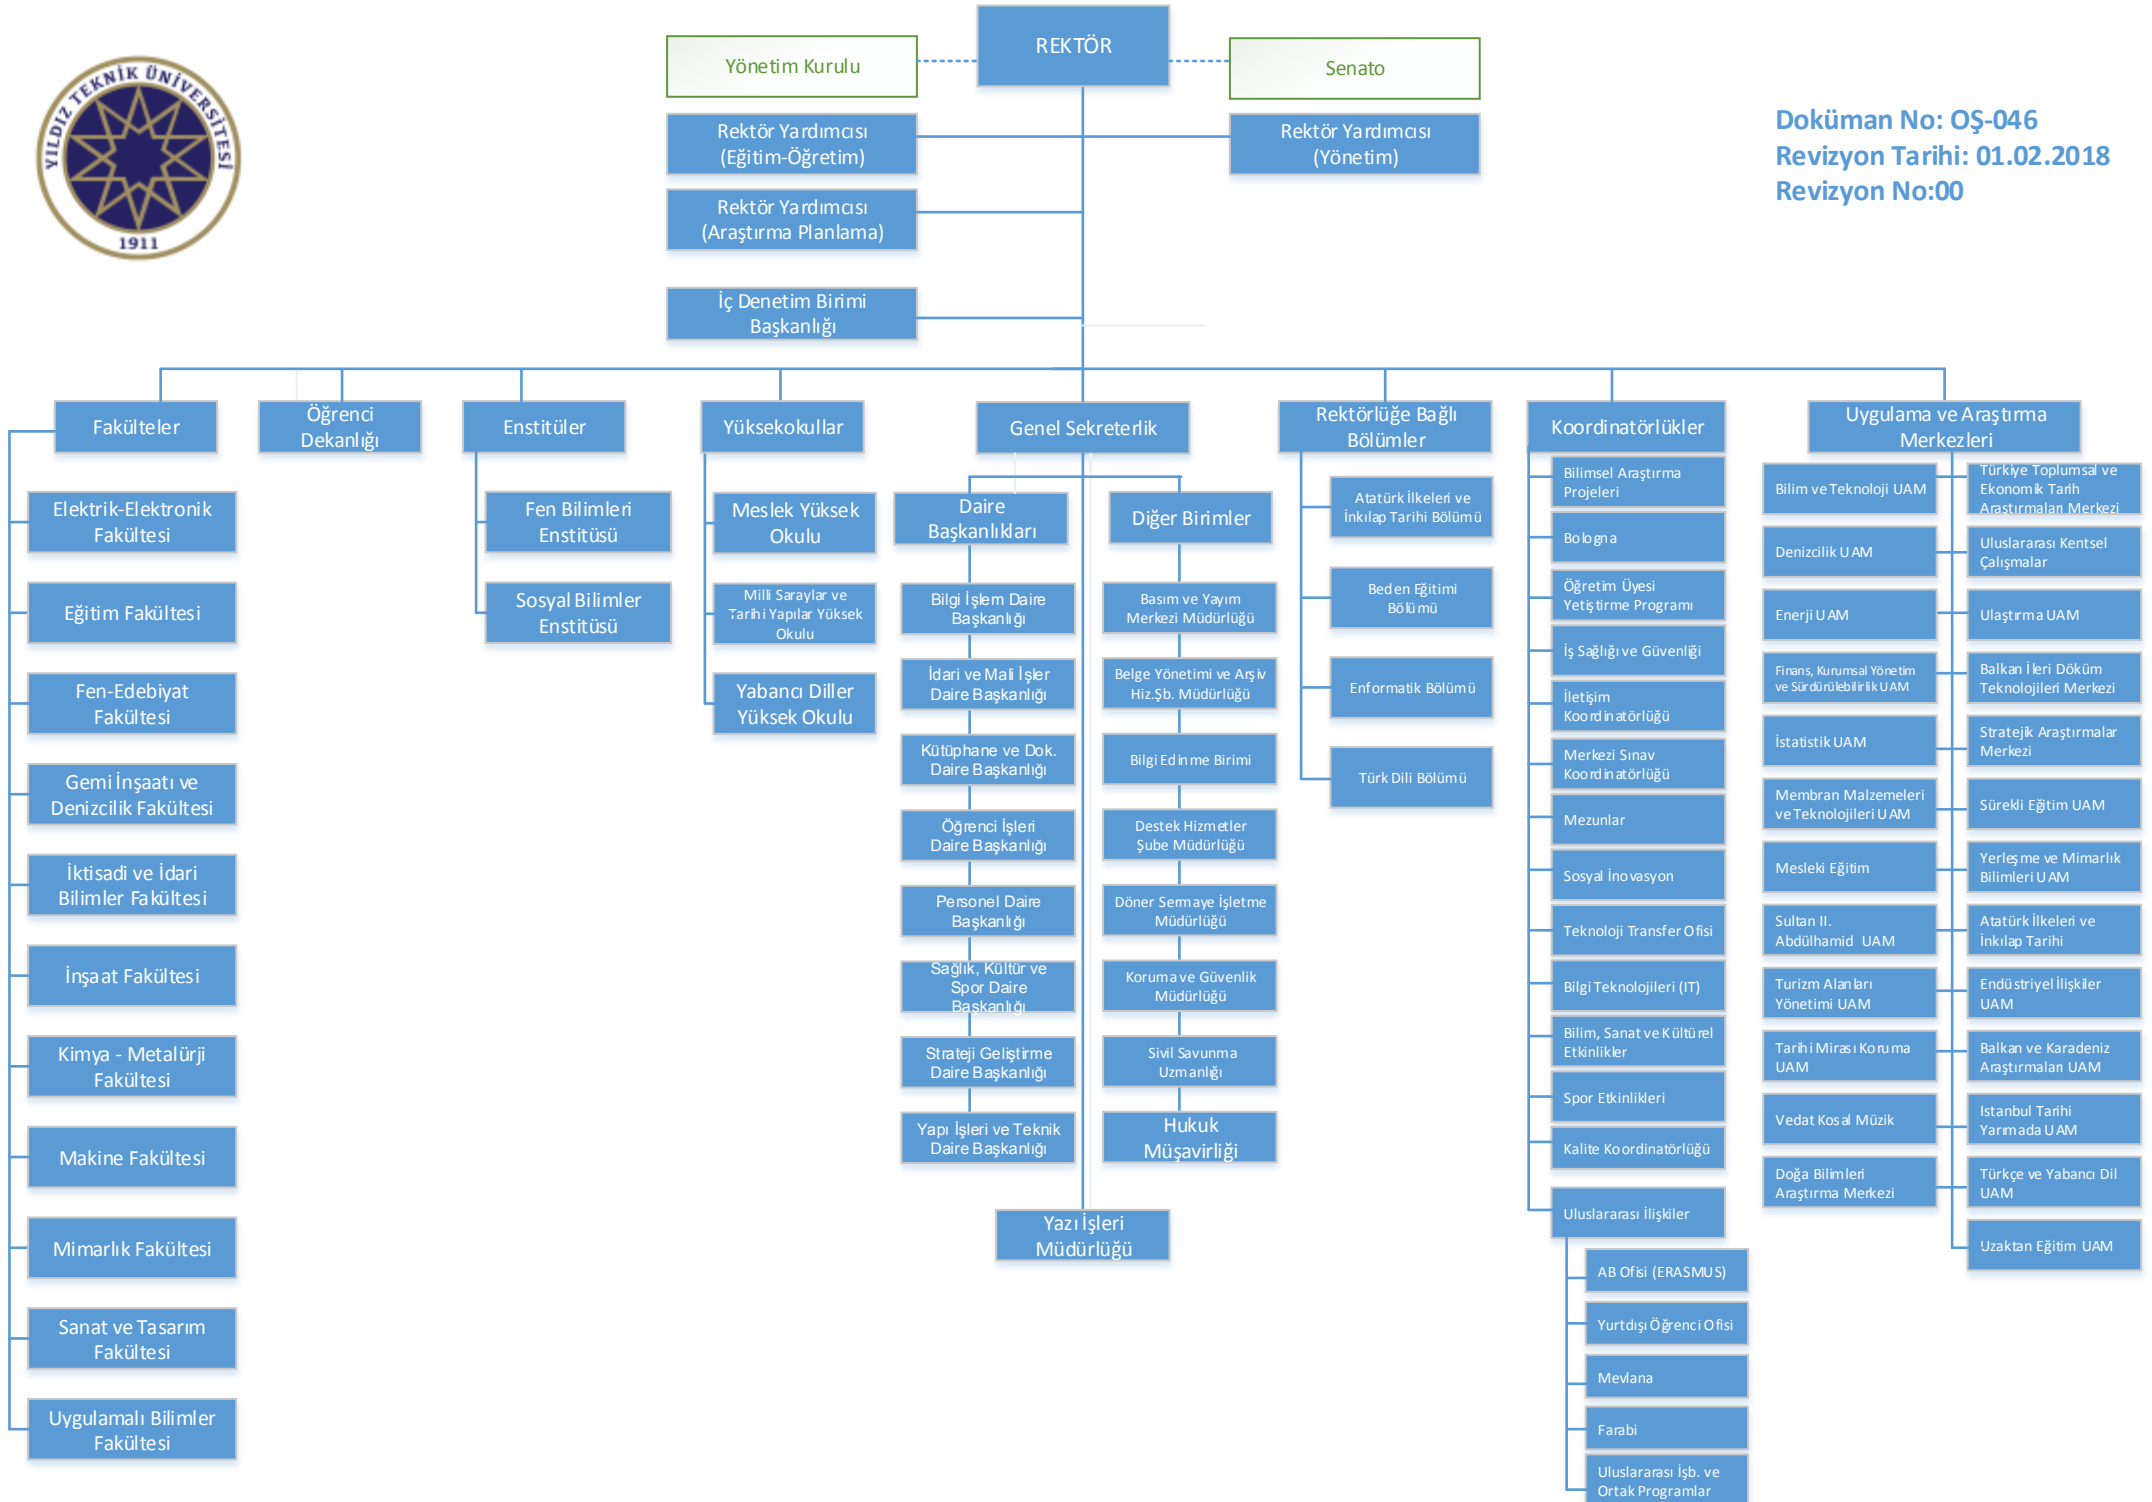 YILDIZ TEKNİK ÜNİVERSİTESİ
1911
REKTÖR
Yönetim Kurulu
Senato
Rektör Yardımcısı
(Eğitim-Öğretim)
Rektör Yardımcısı
(Yönetim)
Rektör Yardımcısı
(Araştırma Planlama)
İç Denetim Birimi
Başkanlığı
Doküman No: OŞ-046
Revizyon Tarihi: 01.02.2018
Revizyon No:00
Fakülteler
Elektrik-Elektronik
Fakültesi
Eğitim Fakültesi
Fen-Edebiyat
Fakültesi
Gemi İnşaatı ve
Denizcilik Fakültesi
İktisadi ve İdari
Bilimler Fakültesi
İnşaat Fakültesi
Kimya - Metalürji
Fakültesi
Makine Fakültesi
Mimarlık Fakültesi
Sanat ve Tasarım
Fakültesi
Uygulamalı Bilimler
Fakültesi
Öğrenci
Dekanlığı
Enstitüler
Fen Bilimleri
Enstitüsü
Sosyal Bilimler
Enstitüsü
Yüksekokullar
Meslek Yüksek
Okulu
Milli Saraylar ve
Tarihi Yapılar Yüksek
Okulu
Yabancı Diller
Yüksek Okulu
Genel Sekreterlik
Daire
Başkanlıkları
Bilgi İşlem Daire
Başkanlığı
İdari ve Mali İşler
Daire Başkanlığı
Kütüphane ve Dok.
Daire Başkanlığı
Öğrenci İşleri
Daire Başkanlığı
Personel Daire
Başkanlığı
Sağlık, Kültür ve
Spor Daire
Başkanlığı
Strateji Geliştirme
Daire Başkanlığı
Yapı İşleri ve Teknik
Daire Başkanlığı
Diğer Birimler
Basım ve Yayım
Merkezi Müdürlüğü
Belge Yönetimi ve Arşiv
Hiz.Şb. Müdürlüğü
Bilgi Edinme Birimi
Destek Hizmetler
Şube Müdürlüğü
Döner Sermaye İşletme
Müdürlüğü
Koruma ve Güvenlik
Müdürlüğü
Sivil Savunma
Uzmanlığı
Hukuk
Müşavirliği
Yazı İşleri
Müdürlüğü
Rektörlüğe Bağlı
Bölümler
Atatürk İlkeleri ve
İnkılap Tarihi Bölümü
Beden Eğitimi
Bölümü
Enformatik Bölümü
Türk Dili Bölümü
Koordinatörlükler
Bilimsel Araştırma
Projeleri
Bologna
Öğretim Üyesi
Yetiştirme Programı
İş Sağlığı ve Güvenliği
İletişim
Koordinatörlüğü
Merkezi Sınav
Koordinatörlüğü
Mezunlar
Sosyal İnovasyon
Teknoloji Transfer Ofisi
Bilgi Teknolojileri (IT)
Bilim, Sanat ve Kültürel
Etkinlikler
Spor Etkinlikleri
Kalite Koordinatörlüğü
Uluslararası İlişkiler
AB Ofisi (ERASMUS)
Yurtdışı Öğrenci Ofisi
Mevlana
Farabi
Uluslararası İşb. ve
Ortak Programlar
Uygulama ve Araştırma
Merkezleri
Bilim ve Teknoloji UAM
Denizcilik UAM
Enerji UAM
Finans, Kurumsal Yönetim
ve Sürdürülebilirlik UAM
İstatistik UAM
Membran Malzemeleri
ve Teknolojileri UAM
Mesleki Eğitim
Sultan II.
Abdülhamid UAM
Turizm Alanları
Yönetimi UAM
Tarihi Mirası Koruma
UAM
Vedat Kosal Müzik
Doğa Bilimleri
Araştırma Merkezi
Türkiye Toplumsal ve
Ekonomik Tarih
Araştırmaları Merkezi
Uluslararası Kentsel
Çalışmalar
Ulaştırma UAM
Balkan İleri Döküm
Teknolojileri Merkezi
Stratejik Araştırmalar
Merkezi
Sürekli Eğitim UAM
Yerleşme ve Mimarlık
Bilimleri UAM
Atatürk İlkeleri ve
İnkılap Tarihi
Endüstriyel İlişkiler
UAM
Balkan ve Karadeniz
Araştırmaları UAM
Istanbul Tarihi
Yarımada UAM
Türkçe ve Yabancı Dil
UAM
Uzaktan Eğitim UAM